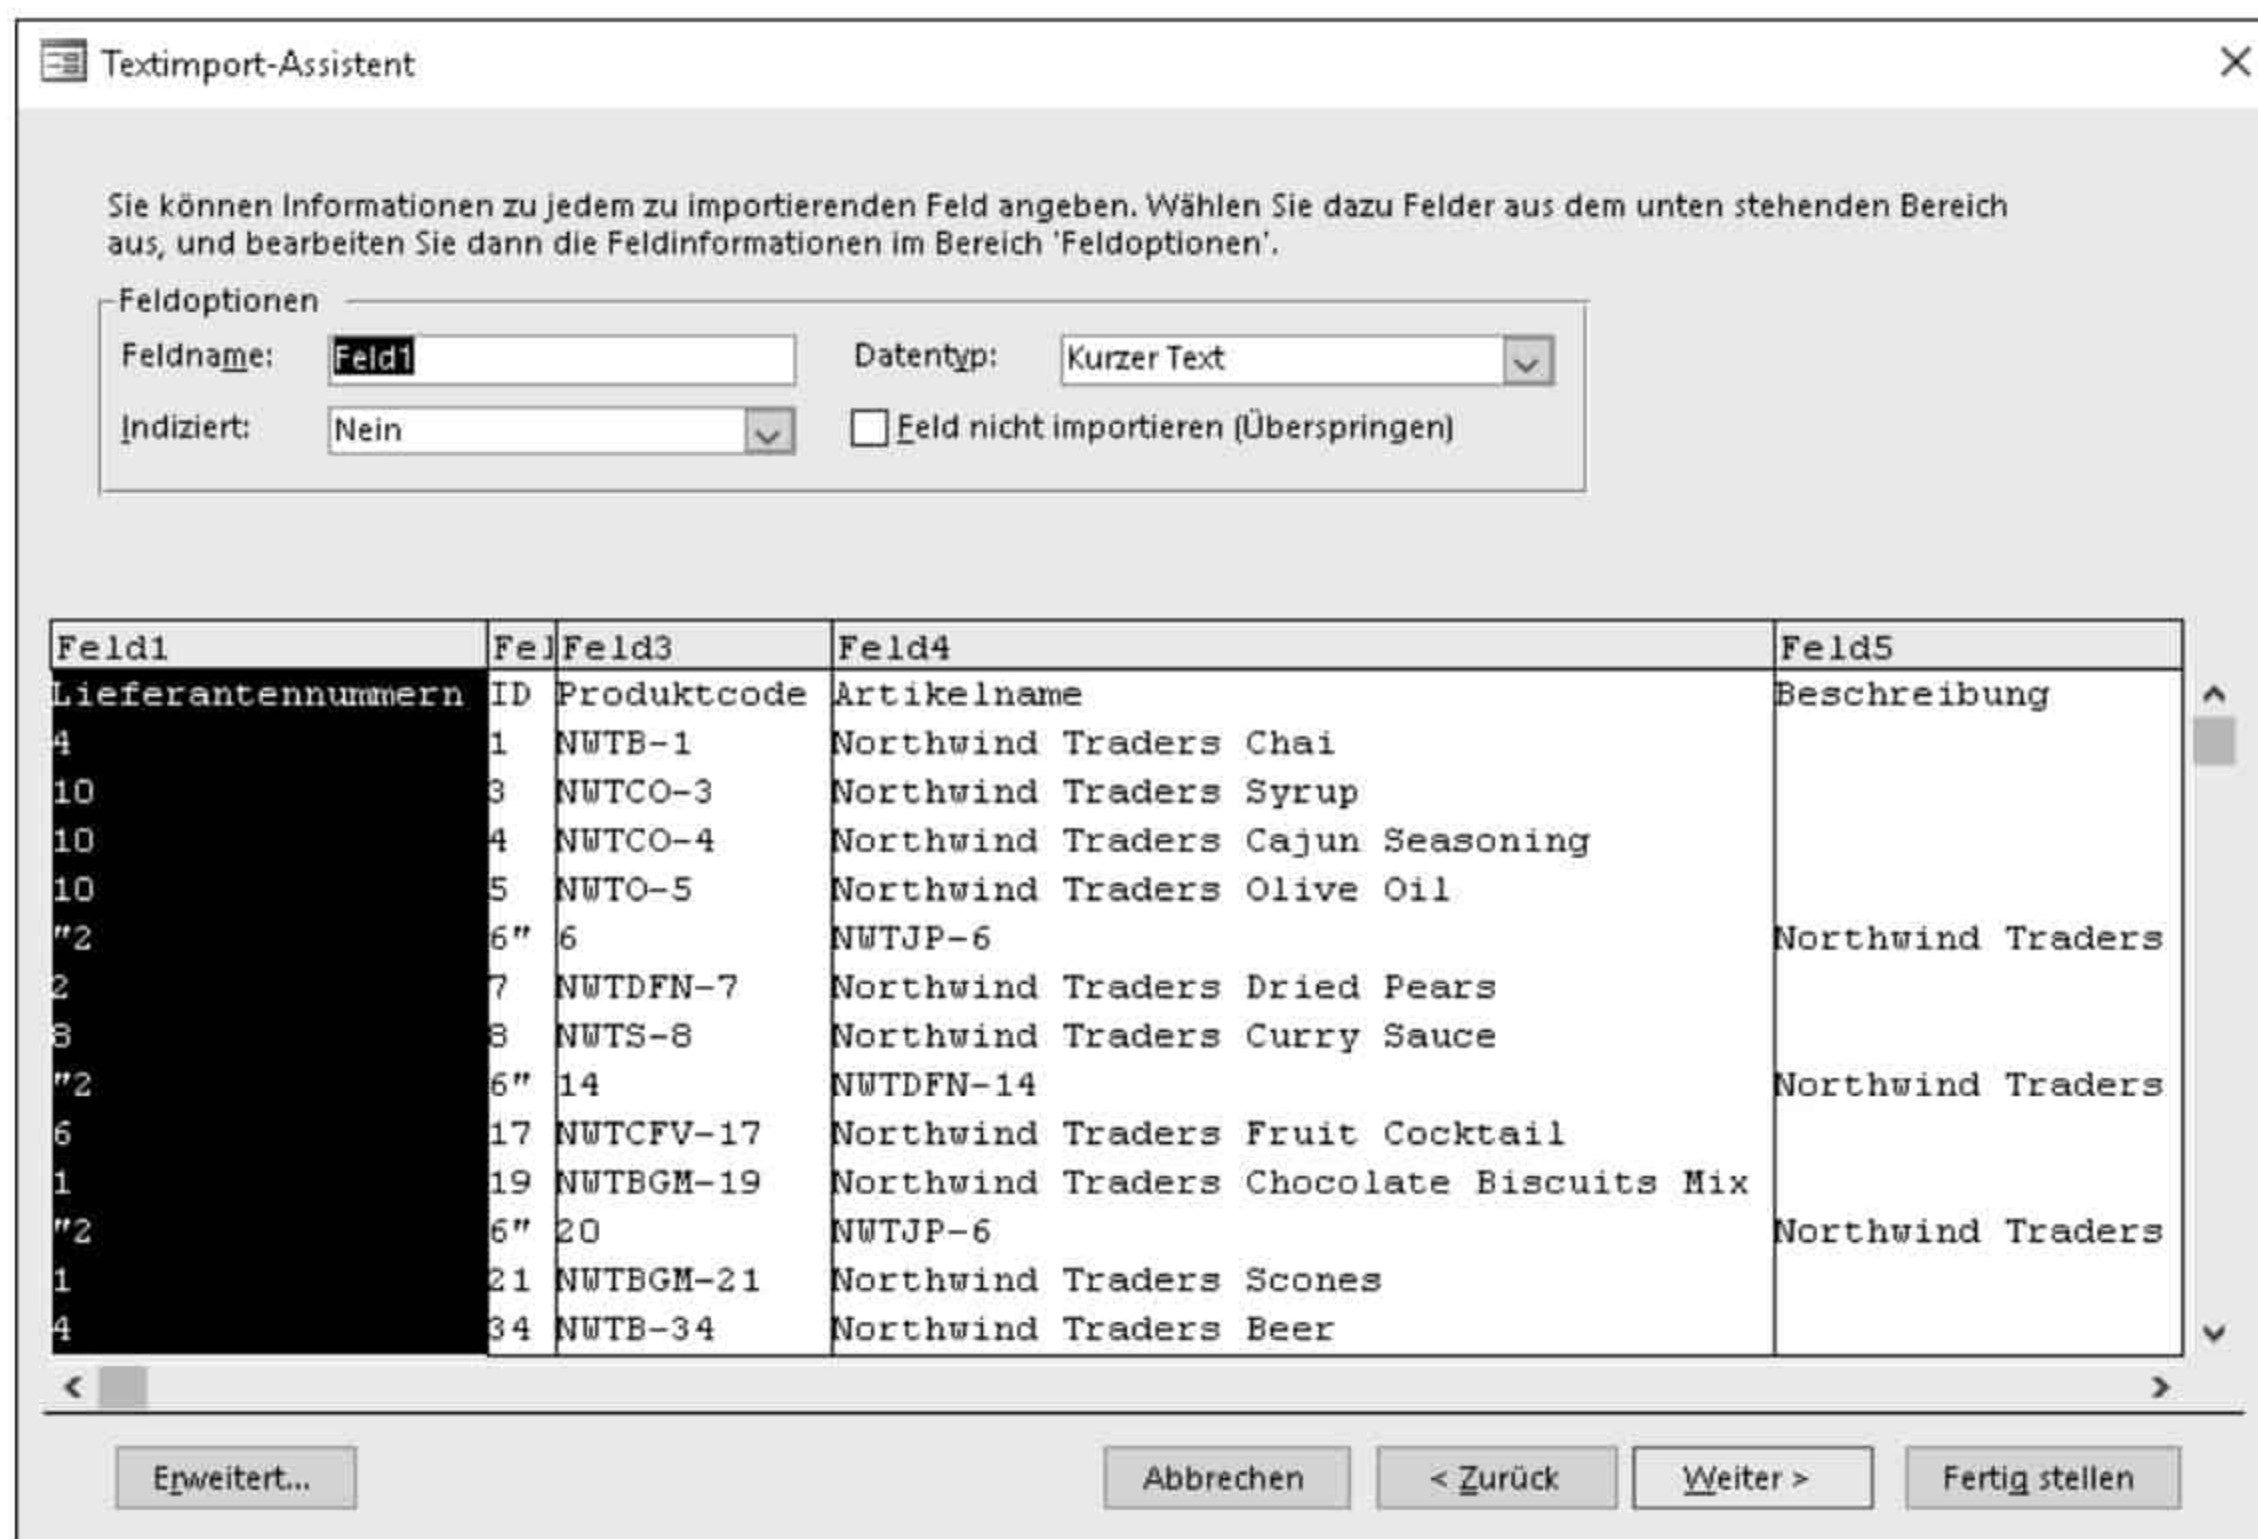 Textimport-Assistent
Sie können Informationen zu jedem zu importierenden Feld angeben. Wählen Sie dazu Felder aus dem unten stehenden Bereich
aus, und bearbeiten Sie dann die Feldinformationen im Bereich 'Feldoptionen'.
Feldoptionen
Feldname: Feld1 Datentyp: Kurzer Text
Indiziert: Nein Feld nicht importieren (Überspringen)
Feld1 Fel Feld3 Feld4 Feld5
Lieferantennummern ID Produktcode Artikelname Beschreibung
4 1 NWTB-1 Northwind Traders Chai
10 3 NWTCO-3 Northwind Traders Syrup
10 4 NWTCO-4 Northwind Traders Cajun Seasoning
10 5 NWTO-5 Northwind Traders Olive Oil
"2 6" 6 NWTJP-6 Northwind Traders
2 7 NWTDFN-7 Northwind Traders Dried Pears
8 8 NWTS-8 Northwind Traders Curry Sauce
"2 6" 14 NWTDFN-14 Northwind Traders
6 17 NWTCFV-17 Northwind Traders Fruit Cocktail
1 19 NWTBGM-19 Northwind Traders Chocolate Biscuits Mix
"2 6" 20 NWTJP-6 Northwind Traders
1 21 NWTBGM-21 Northwind Traders Scones
4 34 NWTB-34 Northwind Traders Beer
Erweitert... Abbrechen < Zurück Weiter > Fertig stellen